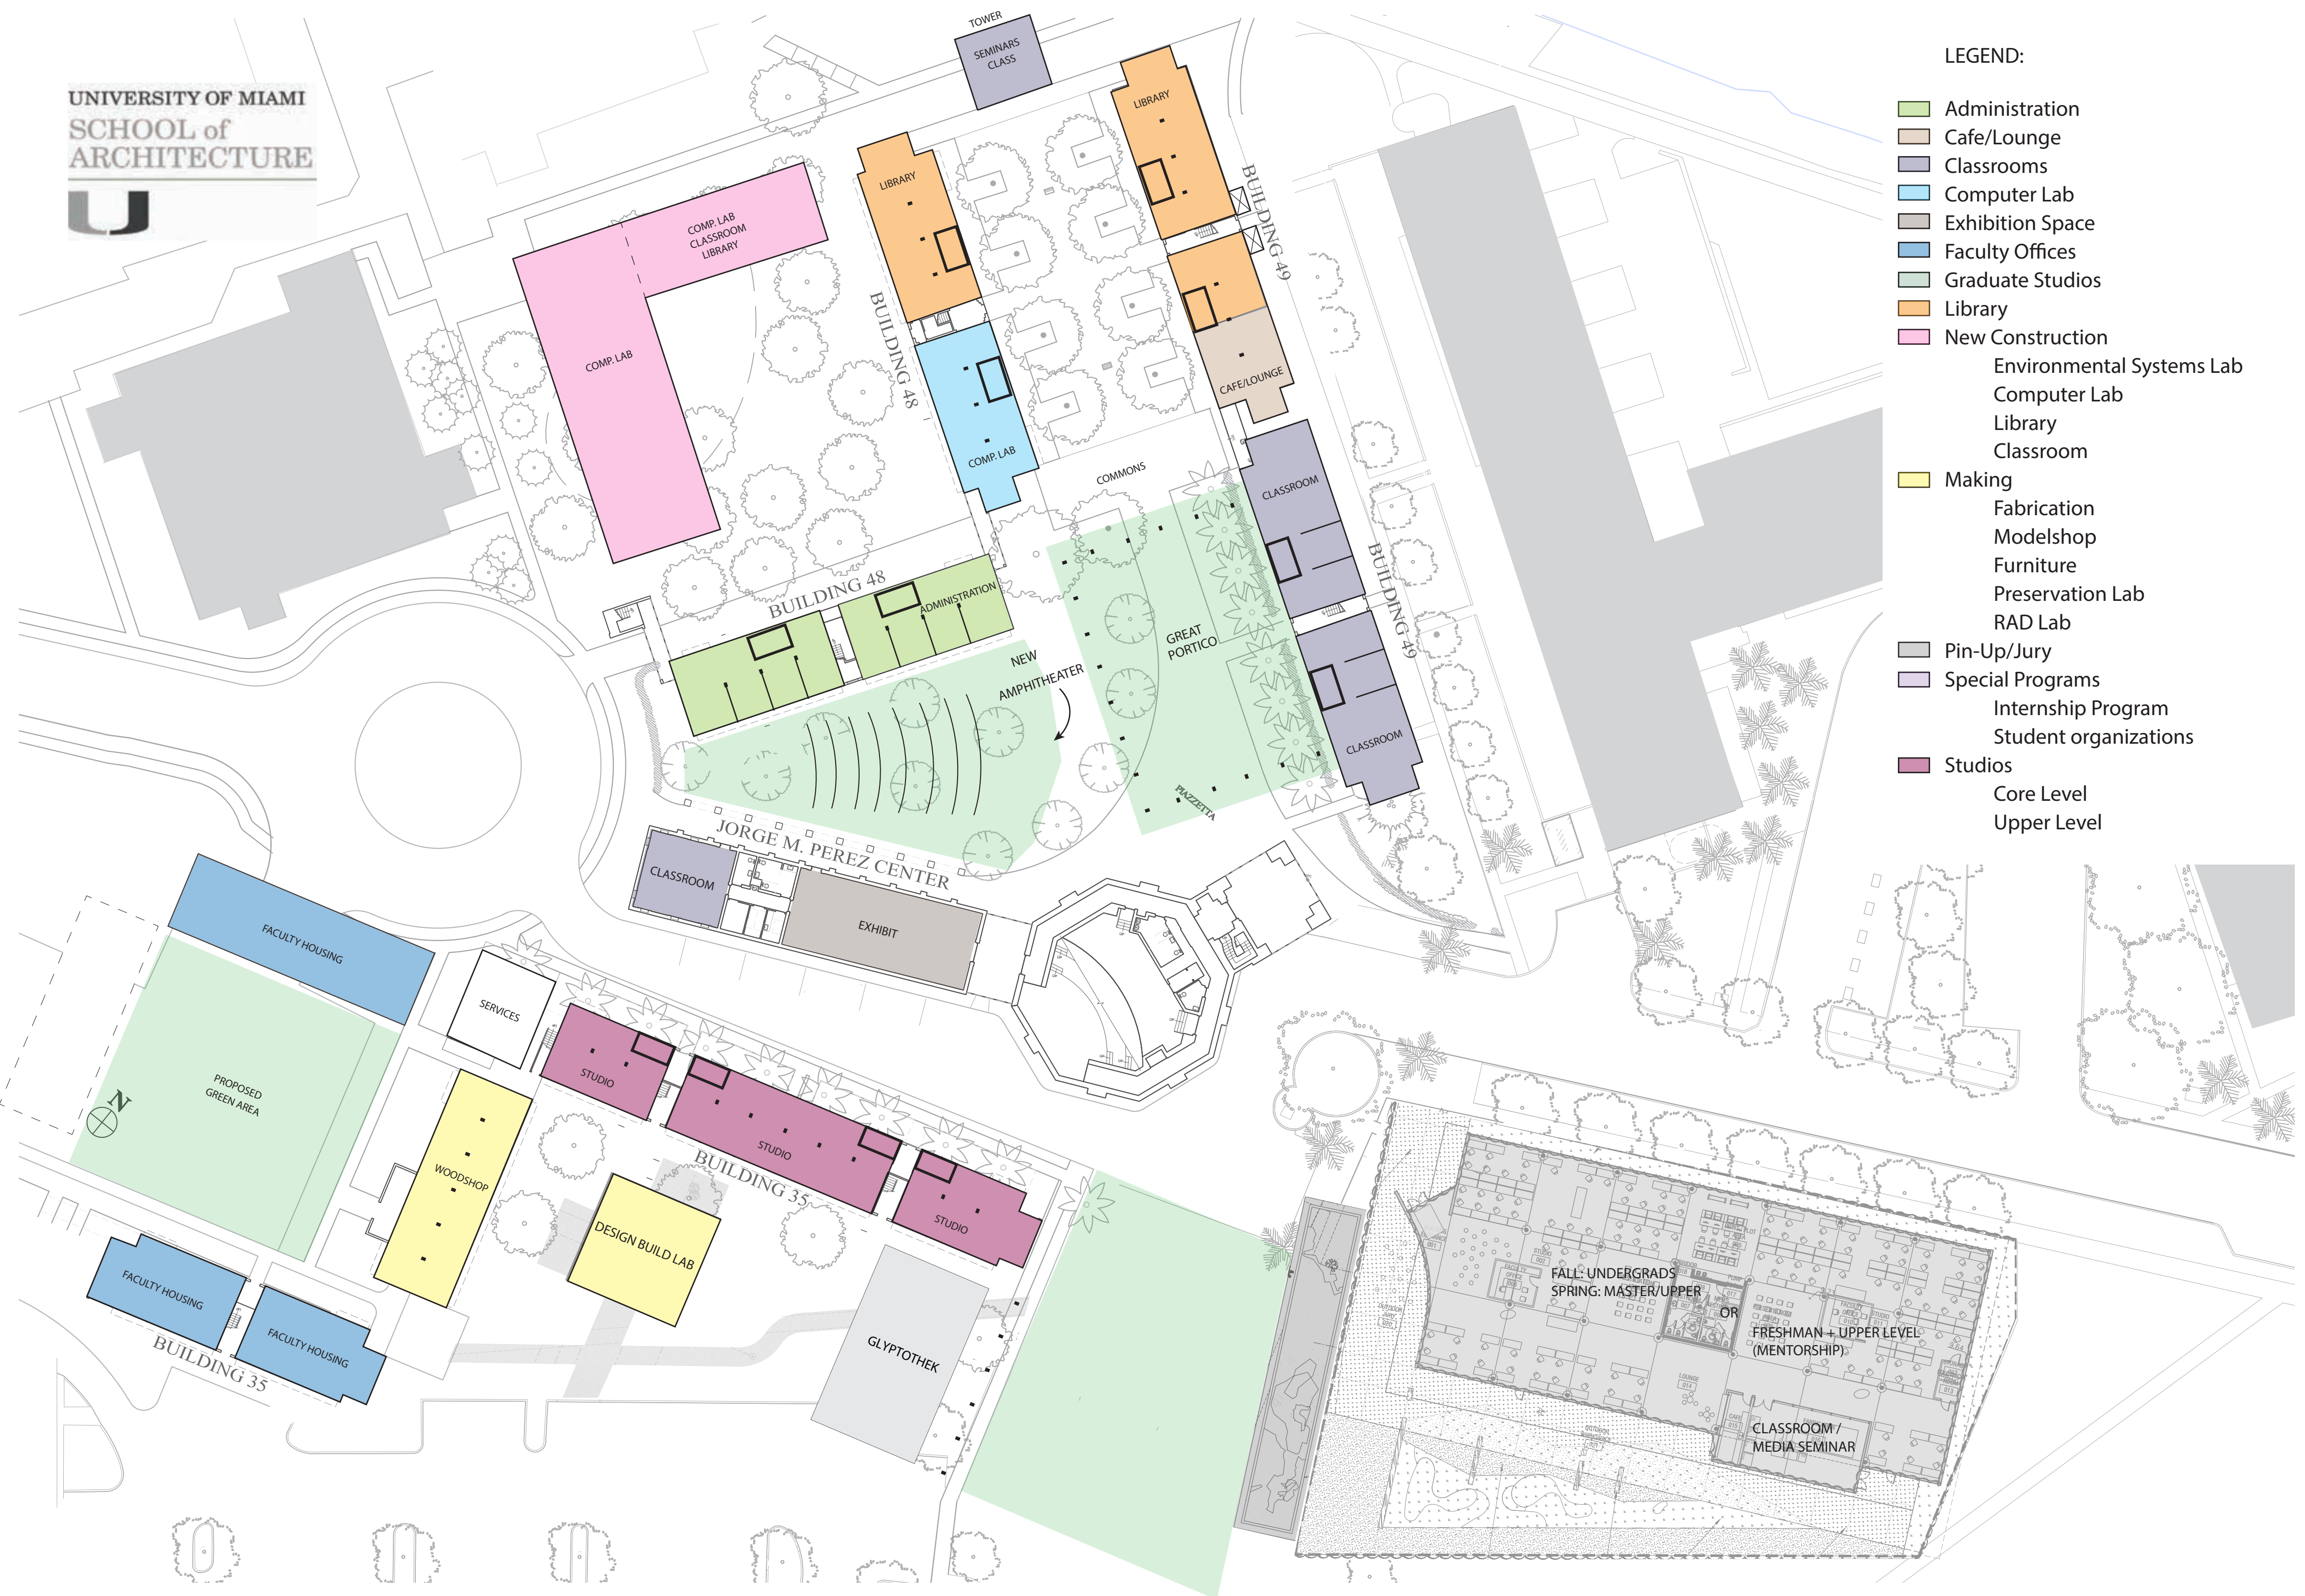 UNIVERSITY OF MIAMI
SCHOOL of
ARCHITECTURE
TOWER
SEMINARS
CLASS
LIBRARY
LIBRARY
COMP. LAB
CLASSROOM
LIBRARY
COMP. LAB
BUILDING 48
BUILDING 49
COMP. LAB
CAFE/LOUNGE
COMMONS
CLASSROOM
BUILDING 49
BUILDING 48
ADMINISTRATION
GREAT
PORTICO
NEW
AMPHITHEATER
CLASSROOM
PIAZZETTA
JORGE M. PEREZ CENTER
CLASSROOM
EXHIBIT
FACULTY HOUSING
SERVICES
PROPOSED
GREEN AREA
N
STUDIO
STUDIO
STUDIO
BUILDING 35
WOODSHOP
DESIGN BUILD LAB
FACULTY HOUSING
FACULTY HOUSING
BUILDING 35
GLYPTOTHEK
FALL: UNDERGRADS
SPRING: MASTER/UPPER
OR
FRESHMAN + UPPER LEVEL
(MENTORSHIP)
LOUNGE
014
CLASSROOM /
MEDIA SEMINAR
LEGEND:
Administration
Cafe/Lounge
Classrooms
Computer Lab
Exhibition Space
Faculty Offices
Graduate Studios
Library
New Construction
Environmental Systems Lab
Computer Lab
Library
Classroom
Making
Fabrication
Modelshop
Furniture
Preservation Lab
RAD Lab
Pin-Up/Jury
Special Programs
Internship Program
Student organizations
Studios
Core Level
Upper Level